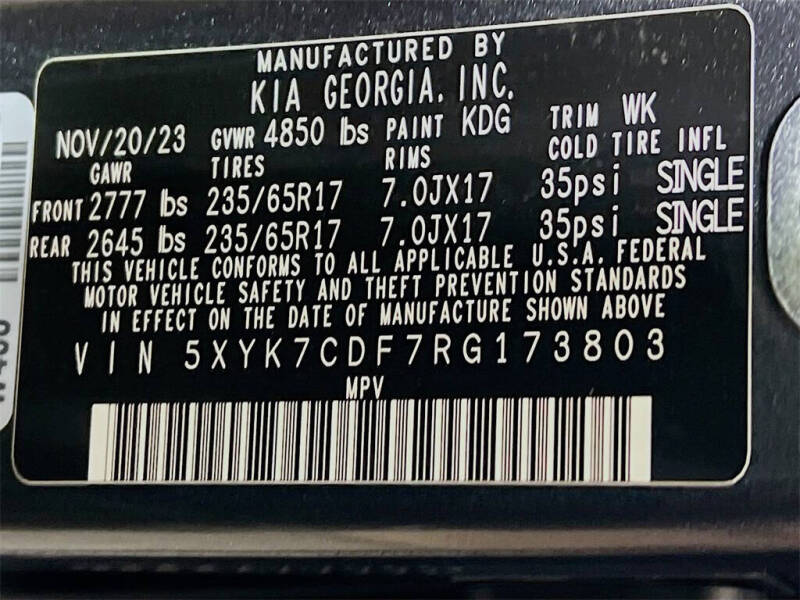 MANUFACTURED BY
KIA GEORGIA, INC.
NOV/20/23 GVWR 4850 lbs PAINT KDG TRIM WK
GAWR TIRES RIMS COLD TIRE INFL
FRONT 2777 lbs 235/65R17 7.0JX17 35psi SINGLE
REAR 2645 lbs 235/65R17 7.0JX17 35psi SINGLE
THIS VEHICLE CONFORMS TO ALL APPLICABLE U.S.A. FEDERAL
MOTOR VEHICLE SAFETY AND THEFT PREVENTION STANDARDS
IN EFFECT ON THE DATE OF MANUFACTURE SHOWN ABOVE
VIN 5XYK7CDF7RG173803
MPV